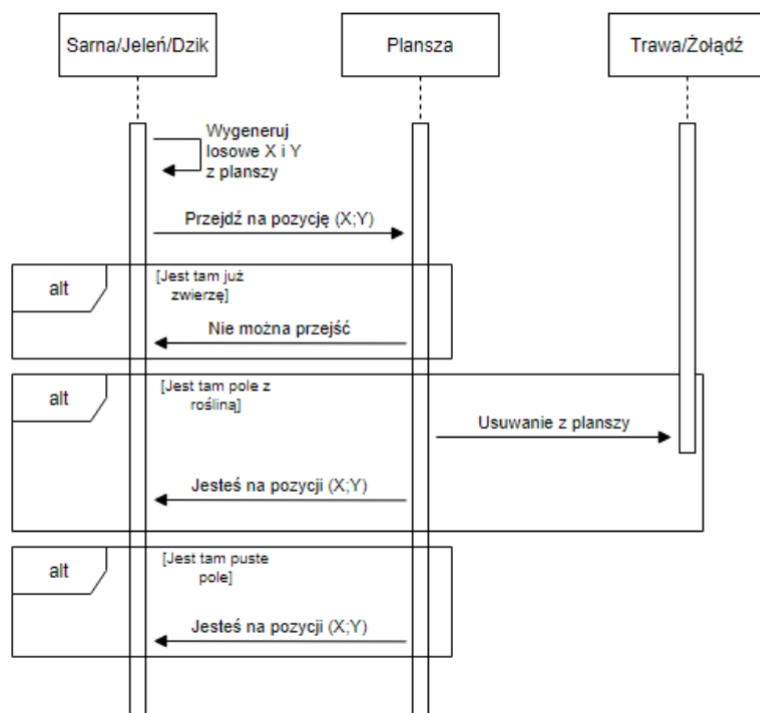 Sarna/Jeleń/Dzik
Plansza
Trawa/Żołądź
Wygeneruj
losowe X i Y
z planszy
Przejdź na pozycję (X;Y)
alt
[Jest tam już
zwierzę]
Nie można przejść
alt
[Jest tam pole z
rośliną]
Usuwanie z planszy
Jesteś na pozycji (X;Y)
alt
[Jest tam puste
pole]
Jesteś na pozycji (X;Y)